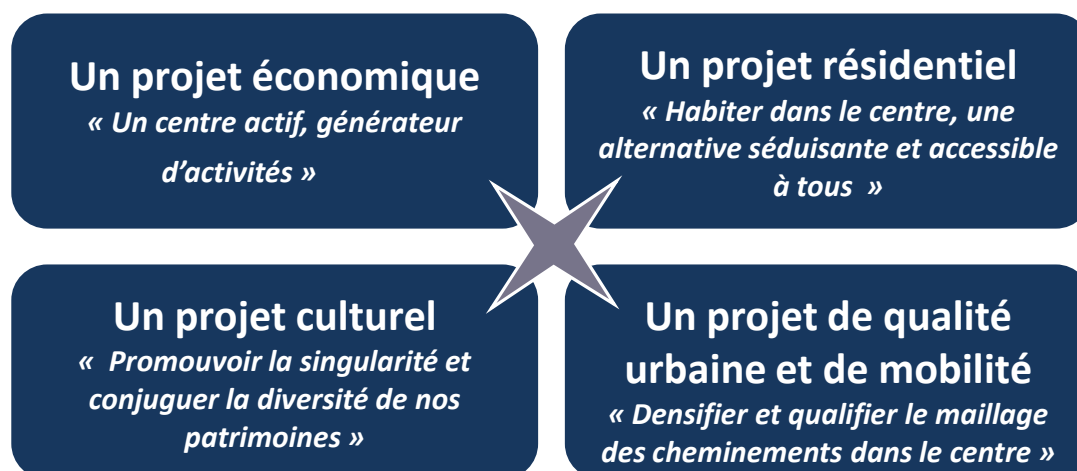 Un projet économique
« Un centre actif, générateur
d’activités »
Un projet résidentiel
« Habiter dans le centre, une
alternative séduisante et accessible
à tous  »
Un projet culturel
«  Promouvoir la singularité et
conjuguer la diversité de nos
patrimoines »
Un projet de qualité
urbaine et de mobilité
« Densifier et qualifier le maillage
des cheminements dans le centre »